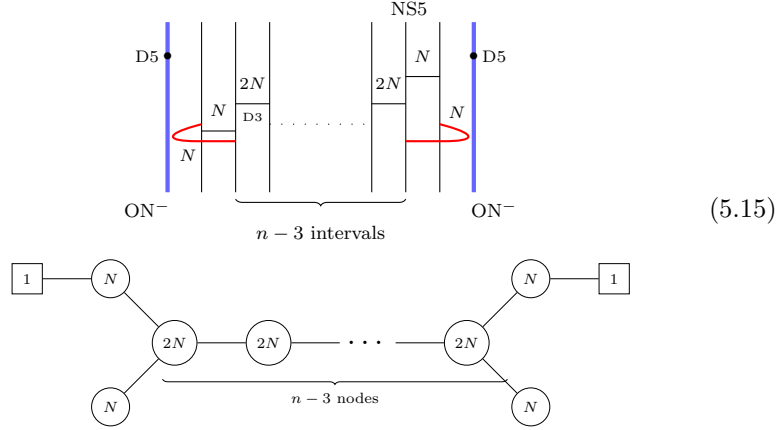 NS5
D5 D5
N
2N 2N
N N
D3
N
ON⁻ ON⁻
n − 3 intervals
(5.15)
1 N N 1
2N 2N · · · 2N
n − 3 nodes
N N